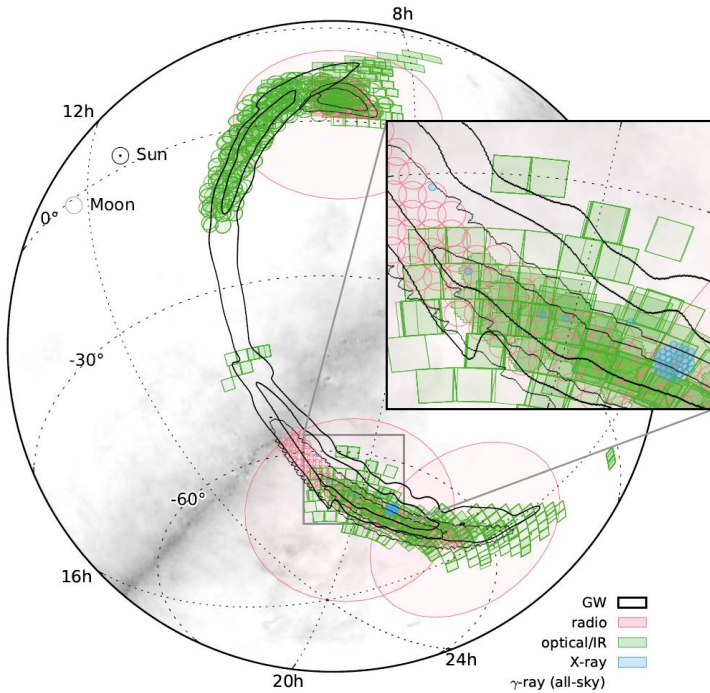 8h
12h
Sun
Moon
0°
-30°
-60°
16h
20h
24h
GW
radio
optical/IR
X-ray
γ-ray (all-sky)